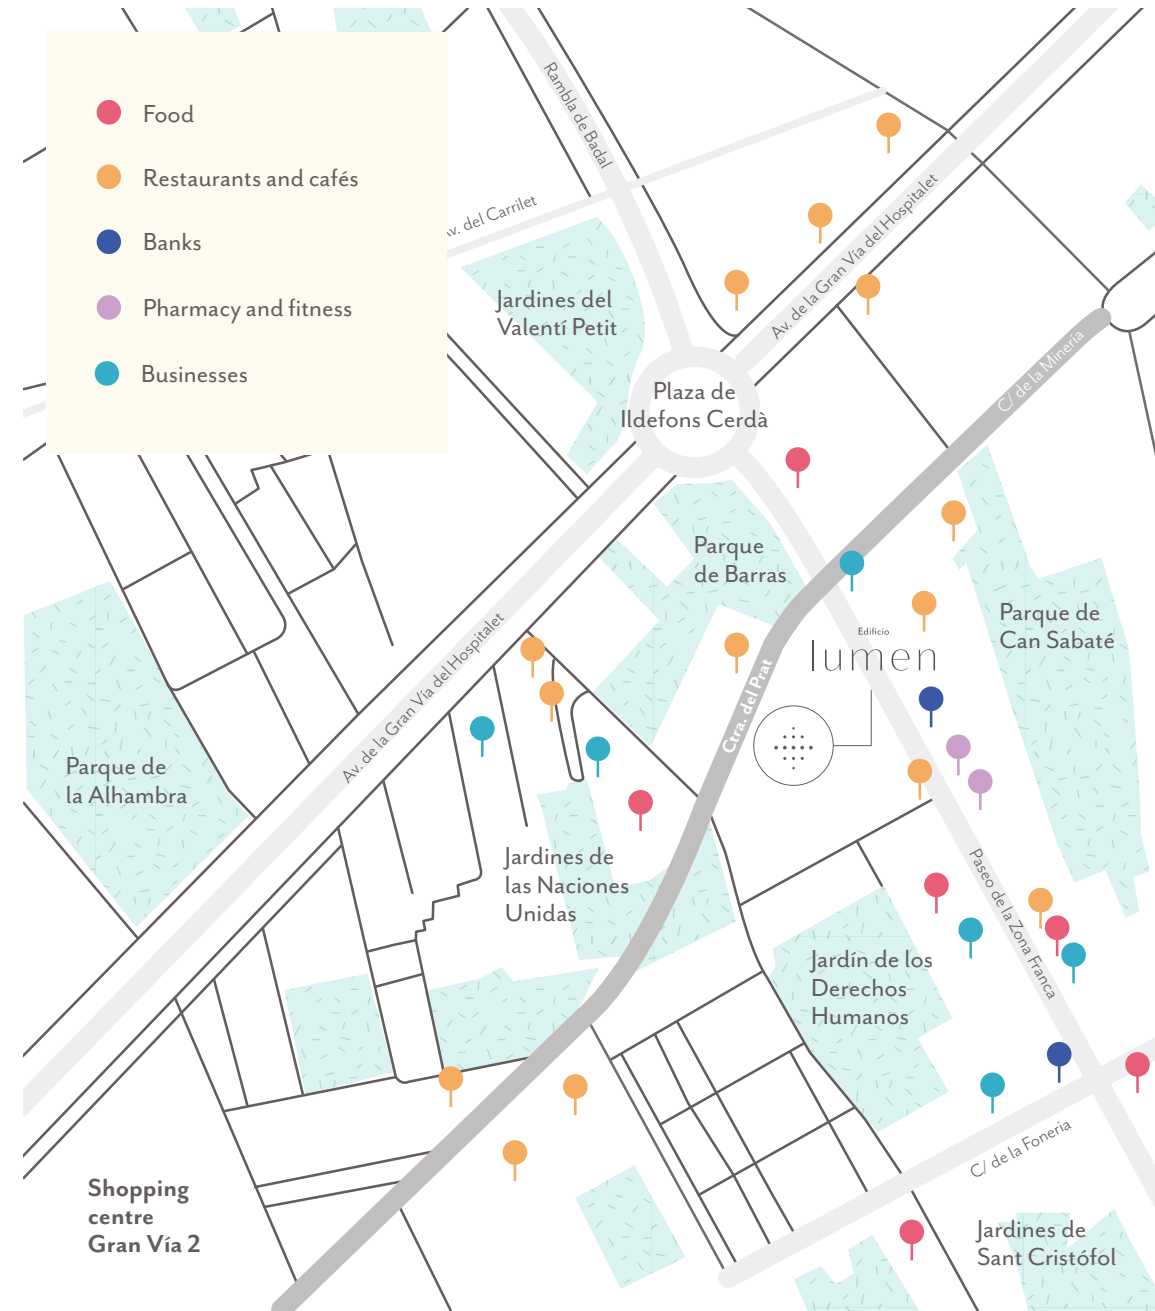 Food
Restaurants and cafés
Banks
Pharmacy and fitness
Businesses
Rambla de Badal
Av. del Carrilet
Av. de la Gran Vía del Hospitalet
Jardines del
Valentí Petit
Plaza de
Ildefons Cerdà
C/ de la Minería
Parque
de Barras
Parque de
Can Sabaté
Edificio
lumen
Ctra. del Prat
Av. de la Gran Vía del Hospitalet
Parque de
la Alhambra
Jardines de
las Naciones
Unidas
Paseo de la Zona Franca
Jardín de los
Derechos
Humanos
C/ de la Foneria
Shopping
centre
Gran Vía 2
Jardines de
Sant Cristófol